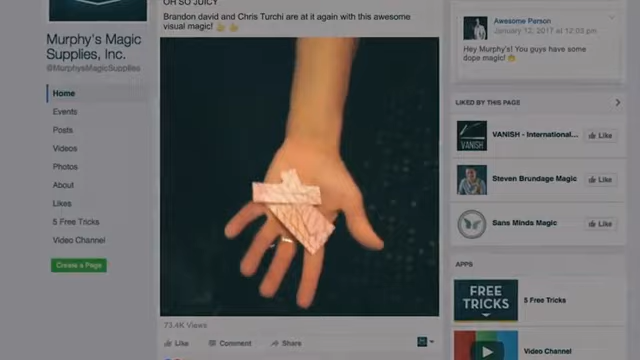 OH SO JUICY
Brandon david and Chris Turchi are at it again with this awesome
visual magic!
Murphy's Magic
Supplies, Inc.
@MurphysMagicSupplies
Home
Events
Posts
Videos
Photos
About
Likes
5 Free Tricks
Video Channel
Create a Page
73.4K Views
Like
Comment
Share
Awesome Person
January 12, 2017 at 12:03 pm
Hey Murphy's! You guys have some
dope magic!
LIKED BY THIS PAGE
VANISH
VANISH - International...
Like
Steven Brundage Magic
Like
Sans Minds Magic
Like
APPS
FREE
TRICKS
5 Free Tricks
Video Channel